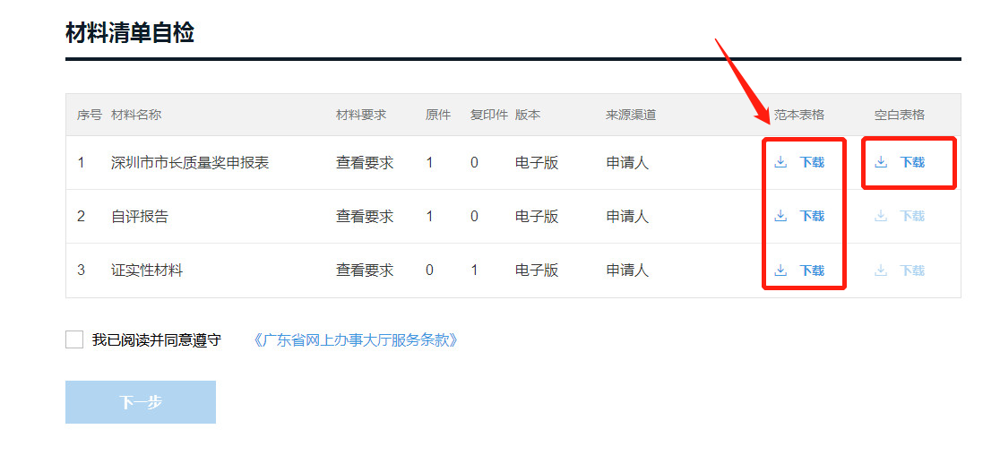 材料清单自检
序号 材料名称 材料要求 原件 复印件 版本 来源渠道 范本表格 空白表格
1 深圳市市长质量奖申报表 查看要求 1 0 电子版 申请人 下载 下载
2 自评报告 查看要求 1 0 电子版 申请人 下载 下载
3 证实性材料 查看要求 0 1 电子版 申请人 下载 下载
我已阅读并同意遵守 《广东省网上办事大厅服务条款》
下一步